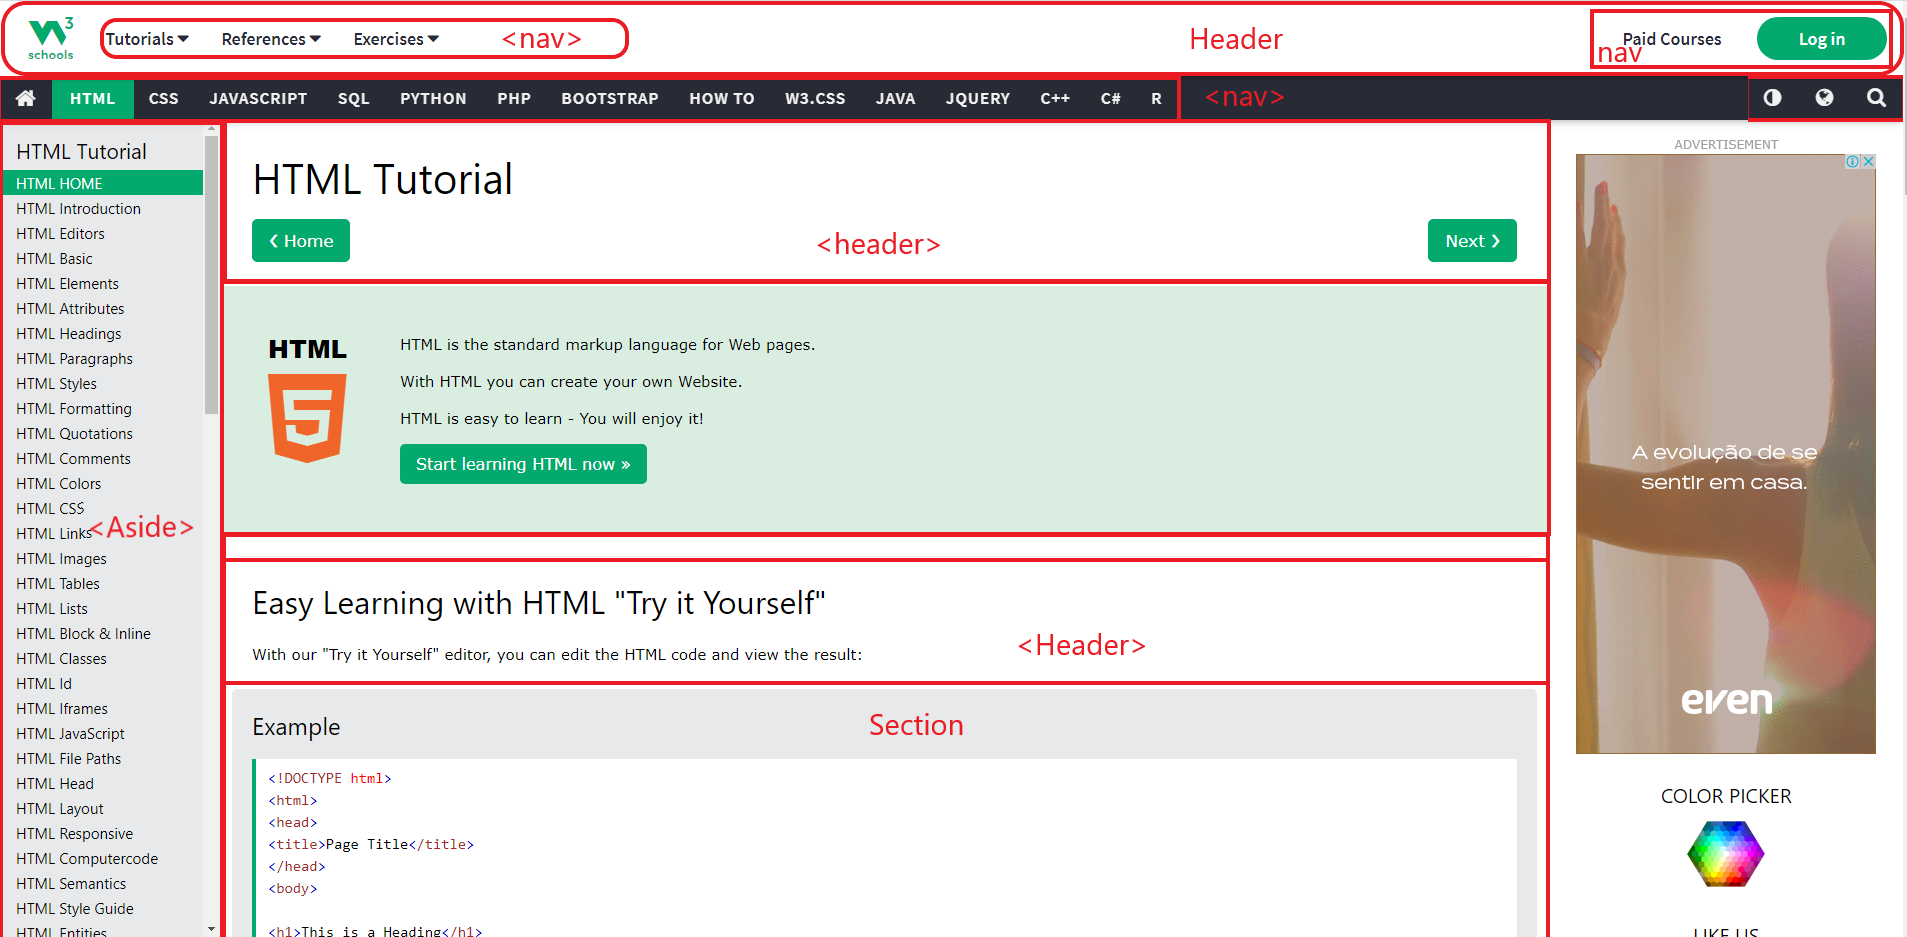 W3 schools
Tutorials References Exercises <nav> Header Paid Courses nav Log in
HTML CSS JAVASCRIPT SQL PYTHON PHP BOOTSTRAP HOW TO W3.CSS JAVA JQUERY C++ C# R <nav>
HTML Tutorial
HTML HOME
HTML Introduction
HTML Editors
HTML Basic
HTML Elements
HTML Attributes
HTML Headings
HTML Paragraphs
HTML Styles
HTML Formatting
HTML Quotations
HTML Comments
HTML Colors
HTML CSS
HTML Links
<Aside>
HTML Images
HTML Tables
HTML Lists
HTML Block & Inline
HTML Classes
HTML Id
HTML Iframes
HTML JavaScript
HTML File Paths
HTML Head
HTML Layout
HTML Responsive
HTML Computercode
HTML Semantics
HTML Style Guide
HTML Entities
HTML Tutorial
❮ Home <header> Next ❯
HTML
5
HTML is the standard markup language for Web pages.
With HTML you can create your own Website.
HTML is easy to learn - You will enjoy it!
Start learning HTML now »
Easy Learning with HTML "Try it Yourself"
With our "Try it Yourself" editor, you can edit the HTML code and view the result:
<Header>
Section
Example
<!DOCTYPE html>
<html>
<head>
<title>Page Title</title>
</head>
<body>
<h1>This is a Heading</h1>
ADVERTISEMENT
A evolução de se
sentir em casa.
even
COLOR PICKER
LIKE US